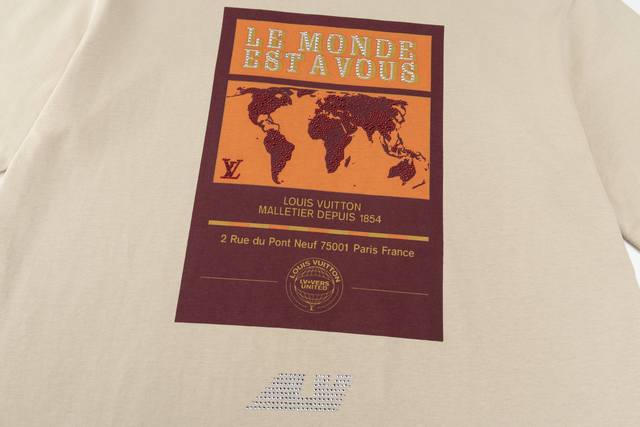 LE MONDE
EST A VOUS
LV
LOUIS VUITTON
MALLETIER DEPUIS 1854
2 Rue du Pont Neuf 75001 Paris France
LOUIS VUITTON
LV•VERS
UNITED
LV